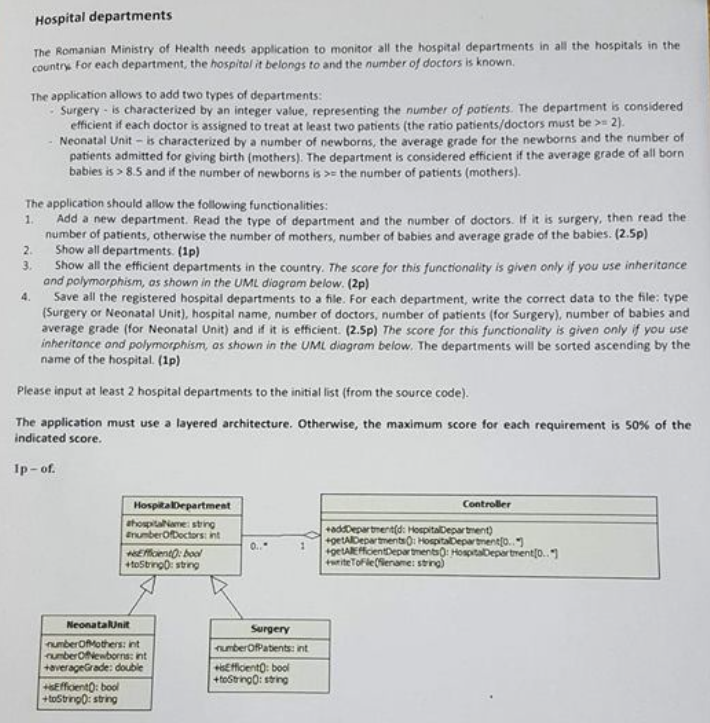 Hospital departments
The Romanian Ministry of Health needs application to monitor all the hospital departments in all the hospitals in the
country. For each department, the hospital it belongs to and the number of doctors is known.
The application allows to add two types of departments:
- Surgery - is characterized by an integer value, representing the number of patients. The department is considered
efficient if each doctor is assigned to treat at least two patients (the ratio patients/doctors must be >= 2).
- Neonatal Unit – is characterized by a number of newborns, the average grade for the newborns and the number of
patients admitted for giving birth (mothers). The department is considered efficient if the average grade of all born
babies is > 8.5 and if the number of newborns is >= the number of patients (mothers).
The application should allow the following functionalities:
1. Add a new department. Read the type of department and the number of doctors. If it is surgery, then read the
number of patients, otherwise the number of mothers, number of babies and average grade of the babies. (2.5p)
2. Show all departments. (1p)
3. Show all the efficient departments in the country. The score for this functionality is given only if you use inheritance
and polymorphism, as shown in the UML diagram below. (2p)
4. Save all the registered hospital departments to a file. For each department, write the correct data to the file: type
(Surgery or Neonatal Unit), hospital name, number of doctors, number of patients (for Surgery), number of babies and
average grade (for Neonatal Unit) and if it is efficient. (2.5p) The score for this functionality is given only if you use
inheritance and polymorphism, as shown in the UML diagram below. The departments will be sorted ascending by the
name of the hospital. (1p)
Please input at least 2 hospital departments to the initial list (from the source code).
The application must use a layered architecture. Otherwise, the maximum score for each requirement is 50% of the
indicated score.
1p – of.
HospitalDepartment
#hospitalName: string
#numberOfDoctors: int
+isEfficient(): bool
+toString(): string
0..*
1
Controller
+addDepartment(d: HospitalDepartment)
+getAllDepartments(): HospitalDepartment[0..*]
+getAllEfficientDepartments(): HospitalDepartment[0..*]
+writeToFile(filename: string)
NeonatalUnit
-numberOfMothers: int
-numberOfNewborns: int
+averageGrade: double
+isEfficient(): bool
+toString(): string
Surgery
-numberOfPatients: int
+isEfficient(): bool
+toString(): string